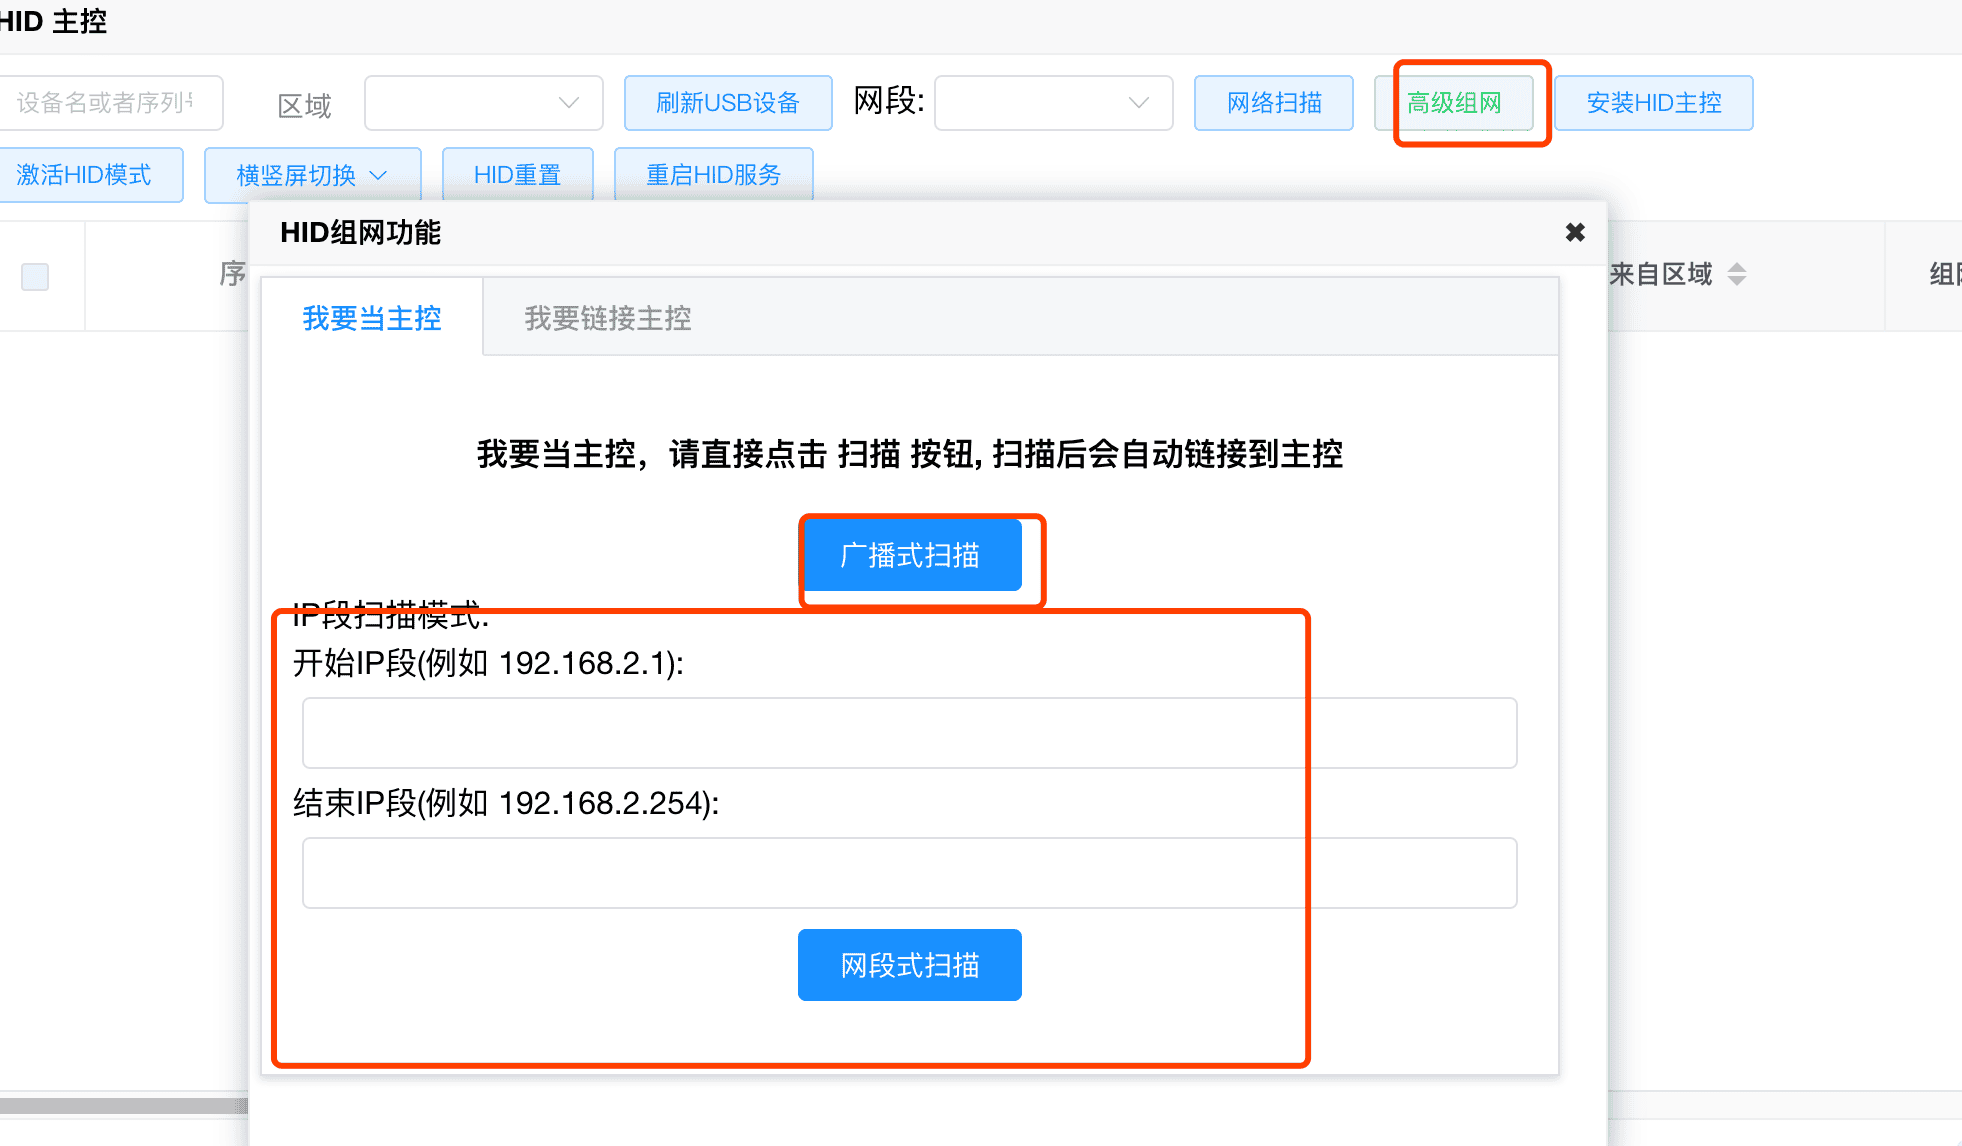 HID 主控
设备名或者序列号
区域
刷新USB设备
网段:
网络扫描
高级组网
安装HID主控
激活HID模式
横竖屏切换
HID重置
重启HID服务
HID组网功能
序
来自区域
我要当主控
我要链接主控
我要当主控，请直接点击 扫描 按钮, 扫描后会自动链接到主控
广播式扫描
IP段扫描模式:
开始IP段(例如 192.168.2.1):
结束IP段(例如 192.168.2.254):
网段式扫描